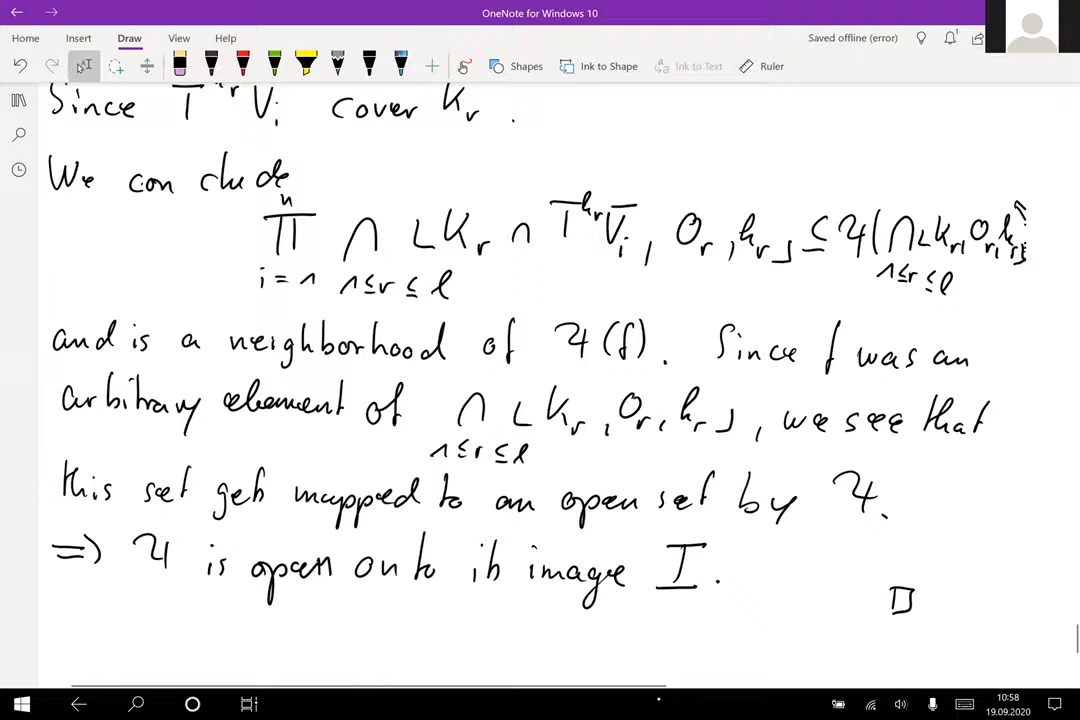 OneNote for Windows 10
Home Insert Draw View Help
Saved offline (error)
Shapes Ink to Shape Ink to Text Ruler
Since T^{k_r} V_i cover K_r .
We conclude
∏_{i=1}^{n} ∩_{1≤r≤l} ⌊K_r ∩ T^{k_r} V̅_i , O_r , k_r⌋ ⊆ Ψ(∩_{1≤r≤l} ⌊K_r, O_r, k_r⌋)
and is a neighborhood of Ψ(f). Since f was an
arbitrary element of ∩_{1≤r≤l} ⌊K_r , O_r, k_r⌋ , we see that
this set gets mapped to an open set by Ψ.
=> Ψ is open onto its image I .
□
10:58
19.09.2020